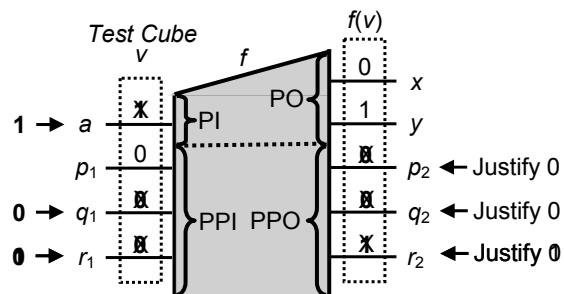 Test Cube
v
f
f(v)
0 x
PO
1 a PI 1 y
p1 0 p2 Justify 0
0 q1 PPI PPO q2 Justify 0
r1 r2 Justify